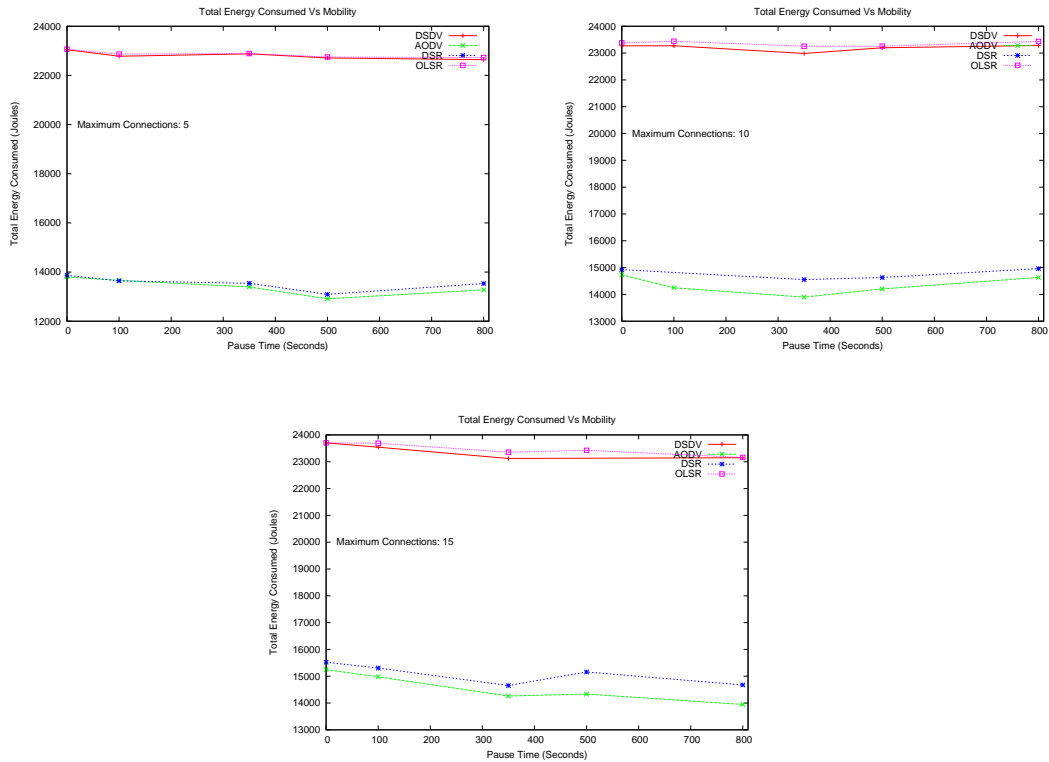 Total Energy Consumed Vs Mobility
24000
22000
20000
18000
16000
14000
12000
Total Energy Consumed (Joules)
Maximum Connections: 5
DSDV
AODV
DSR
OLSR
0 100 200 300 400 500 600 700 800
Pause Time (Seconds)
Total Energy Consumed Vs Mobility
24000
23000
22000
21000
20000
19000
18000
17000
16000
15000
14000
13000
Total Energy Consumed (Joules)
Maximum Connections: 10
DSDV
AODV
DSR
OLSR
0 100 200 300 400 500 600 700 800
Pause Time (Seconds)
Total Energy Consumed Vs Mobility
24000
23000
22000
21000
20000
19000
18000
17000
16000
15000
14000
13000
Total Energy Consumed (Joules)
Maximum Connections: 15
DSDV
AODV
DSR
OLSR
0 100 200 300 400 500 600 700 800
Pause Time (Seconds)